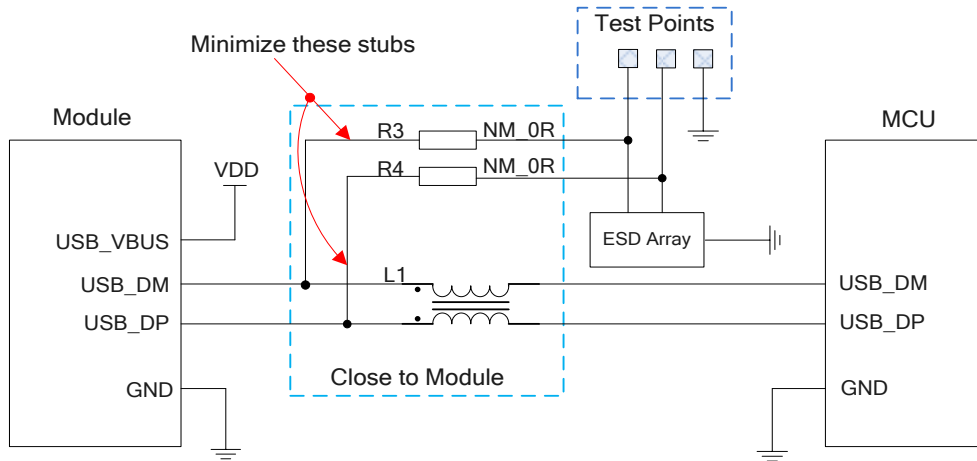 Minimize these stubs
Test Points
Module
MCU
R3 NM_0R
R4 NM_0R
VDD
ESD Array
USB_VBUS
USB_DM
L1
USB_DM
USB_DP
USB_DP
Close to Module
GND
GND